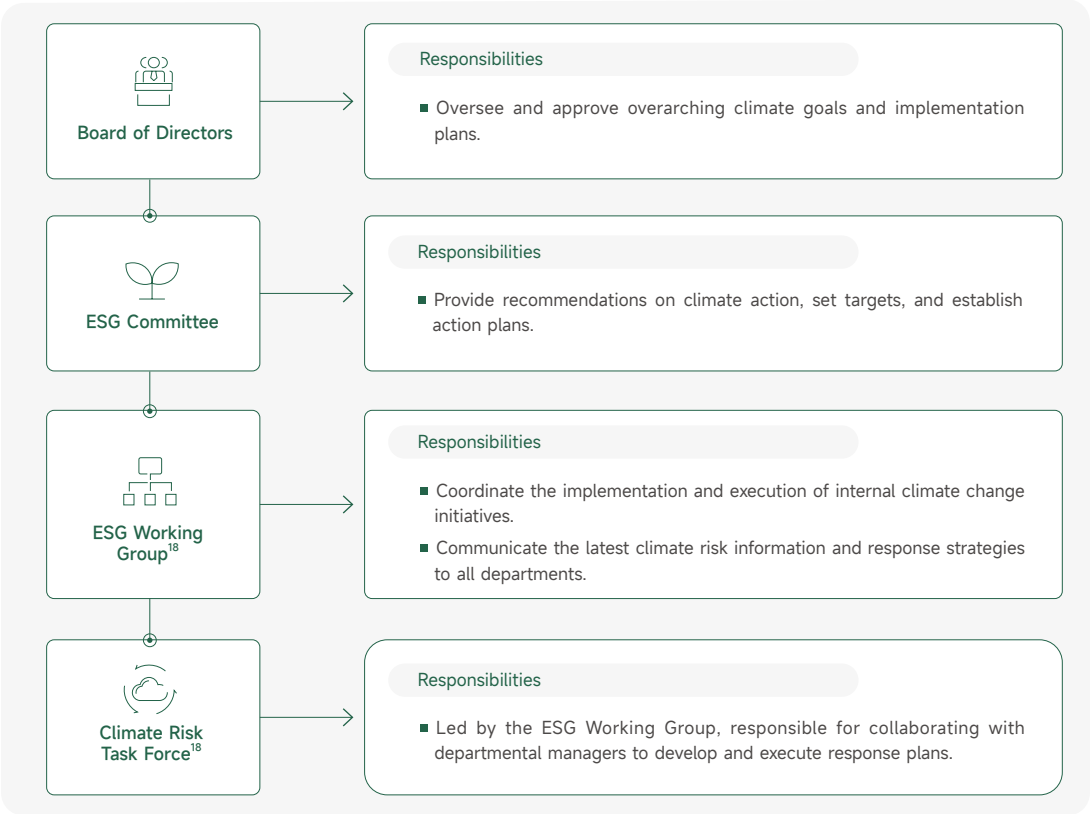 Board of Directors
Responsibilities
■ Oversee and approve overarching climate goals and implementation
plans.
ESG Committee
Responsibilities
■ Provide recommendations on climate action, set targets, and establish
action plans.
ESG Working
Group18
Responsibilities
■ Coordinate the implementation and execution of internal climate change
initiatives.
■ Communicate the latest climate risk information and response strategies
to all departments.
Climate Risk
Task Force18
Responsibilities
■ Led by the ESG Working Group, responsible for collaborating with
departmental managers to develop and execute response plans.